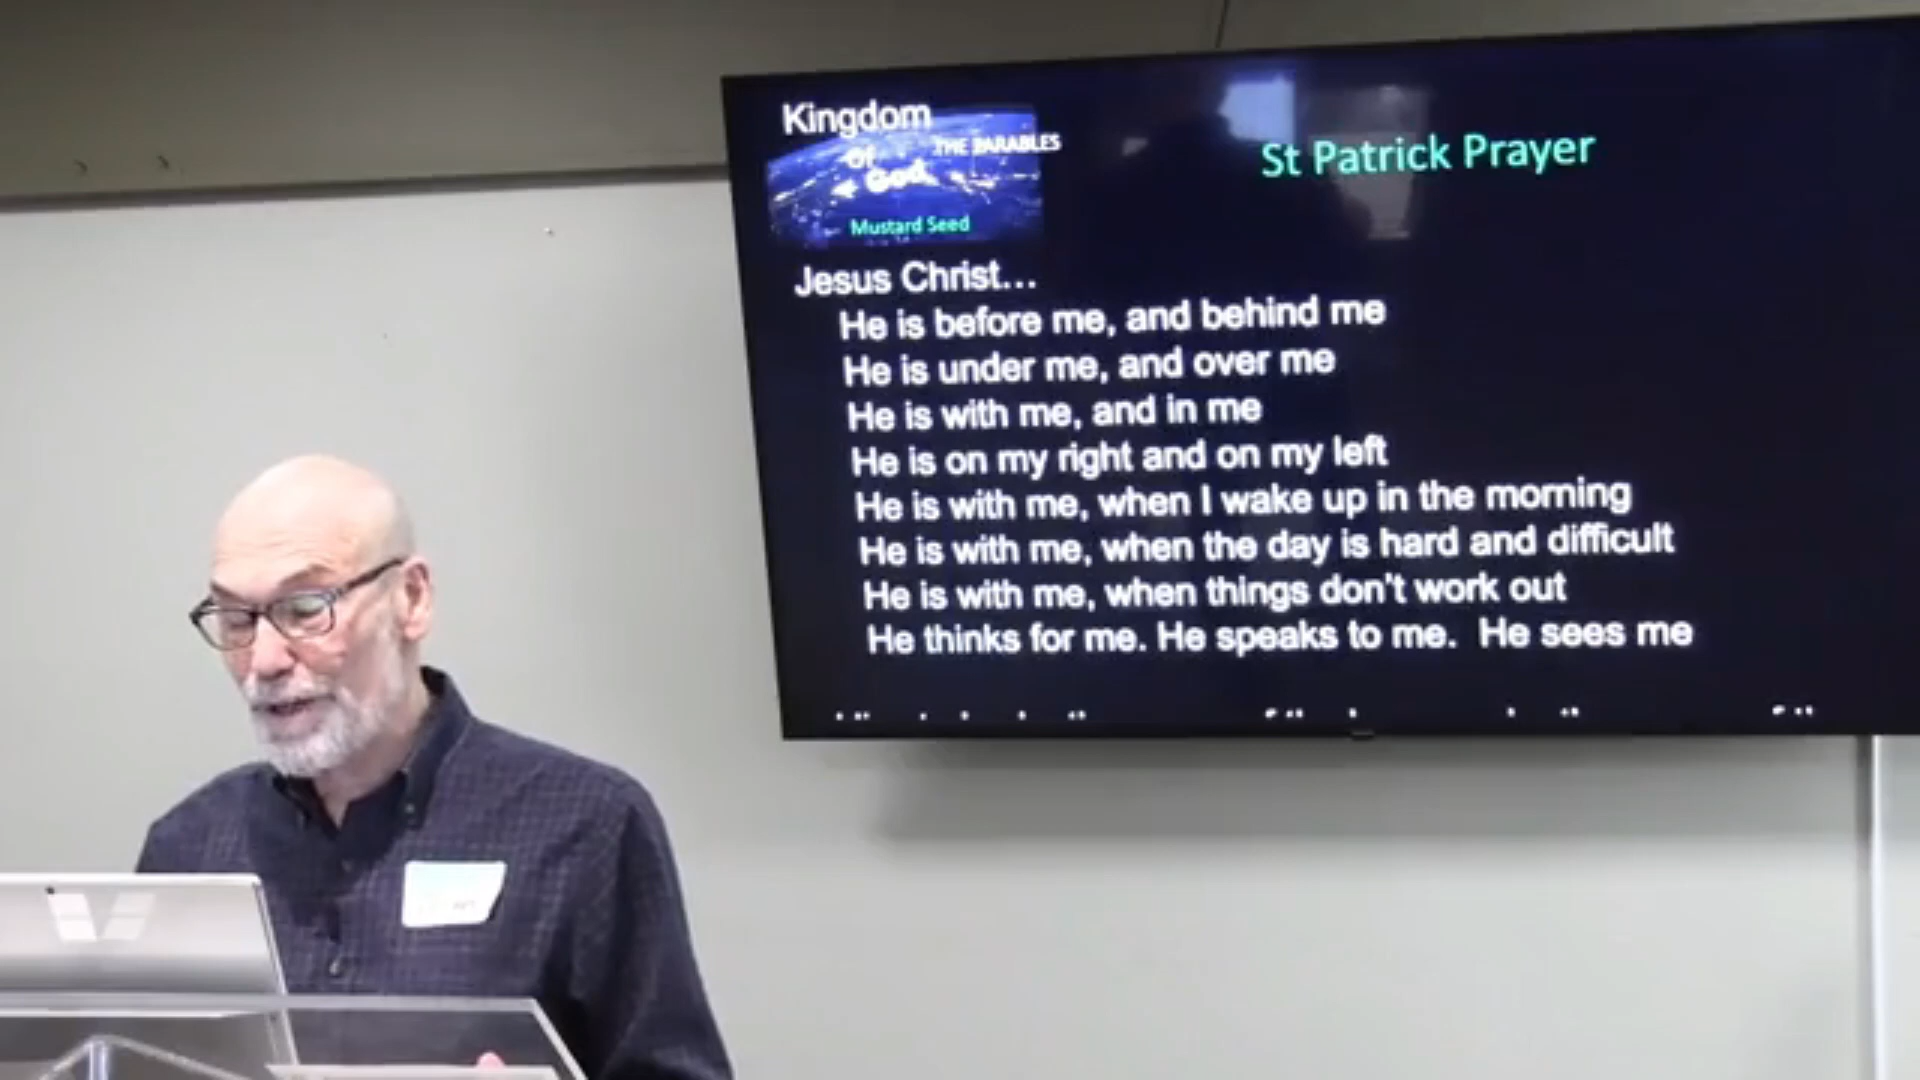 Kingdom
THE PARABLES
of
God
Mustard Seed
St Patrick Prayer
Jesus Christ...
He is before me, and behind me
He is under me, and over me
He is with me, and in me
He is on my right and on my left
He is with me, when I wake up in the morning
He is with me, when the day is hard and difficult
He is with me, when things don't work out
He thinks for me. He speaks to me. He sees me